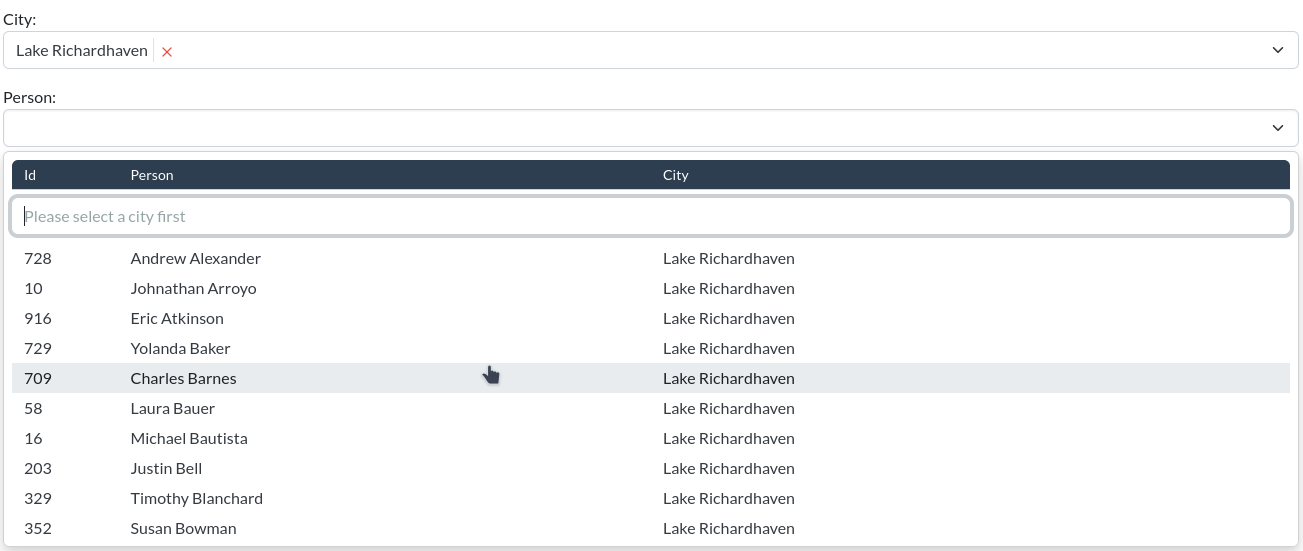 City:
Lake Richardhaven ×
Person:
Id Person City
Please select a city first
728 Andrew Alexander Lake Richardhaven
10 Johnathan Arroyo Lake Richardhaven
916 Eric Atkinson Lake Richardhaven
729 Yolanda Baker Lake Richardhaven
709 Charles Barnes Lake Richardhaven
58 Laura Bauer Lake Richardhaven
16 Michael Bautista Lake Richardhaven
203 Justin Bell Lake Richardhaven
329 Timothy Blanchard Lake Richardhaven
352 Susan Bowman Lake Richardhaven